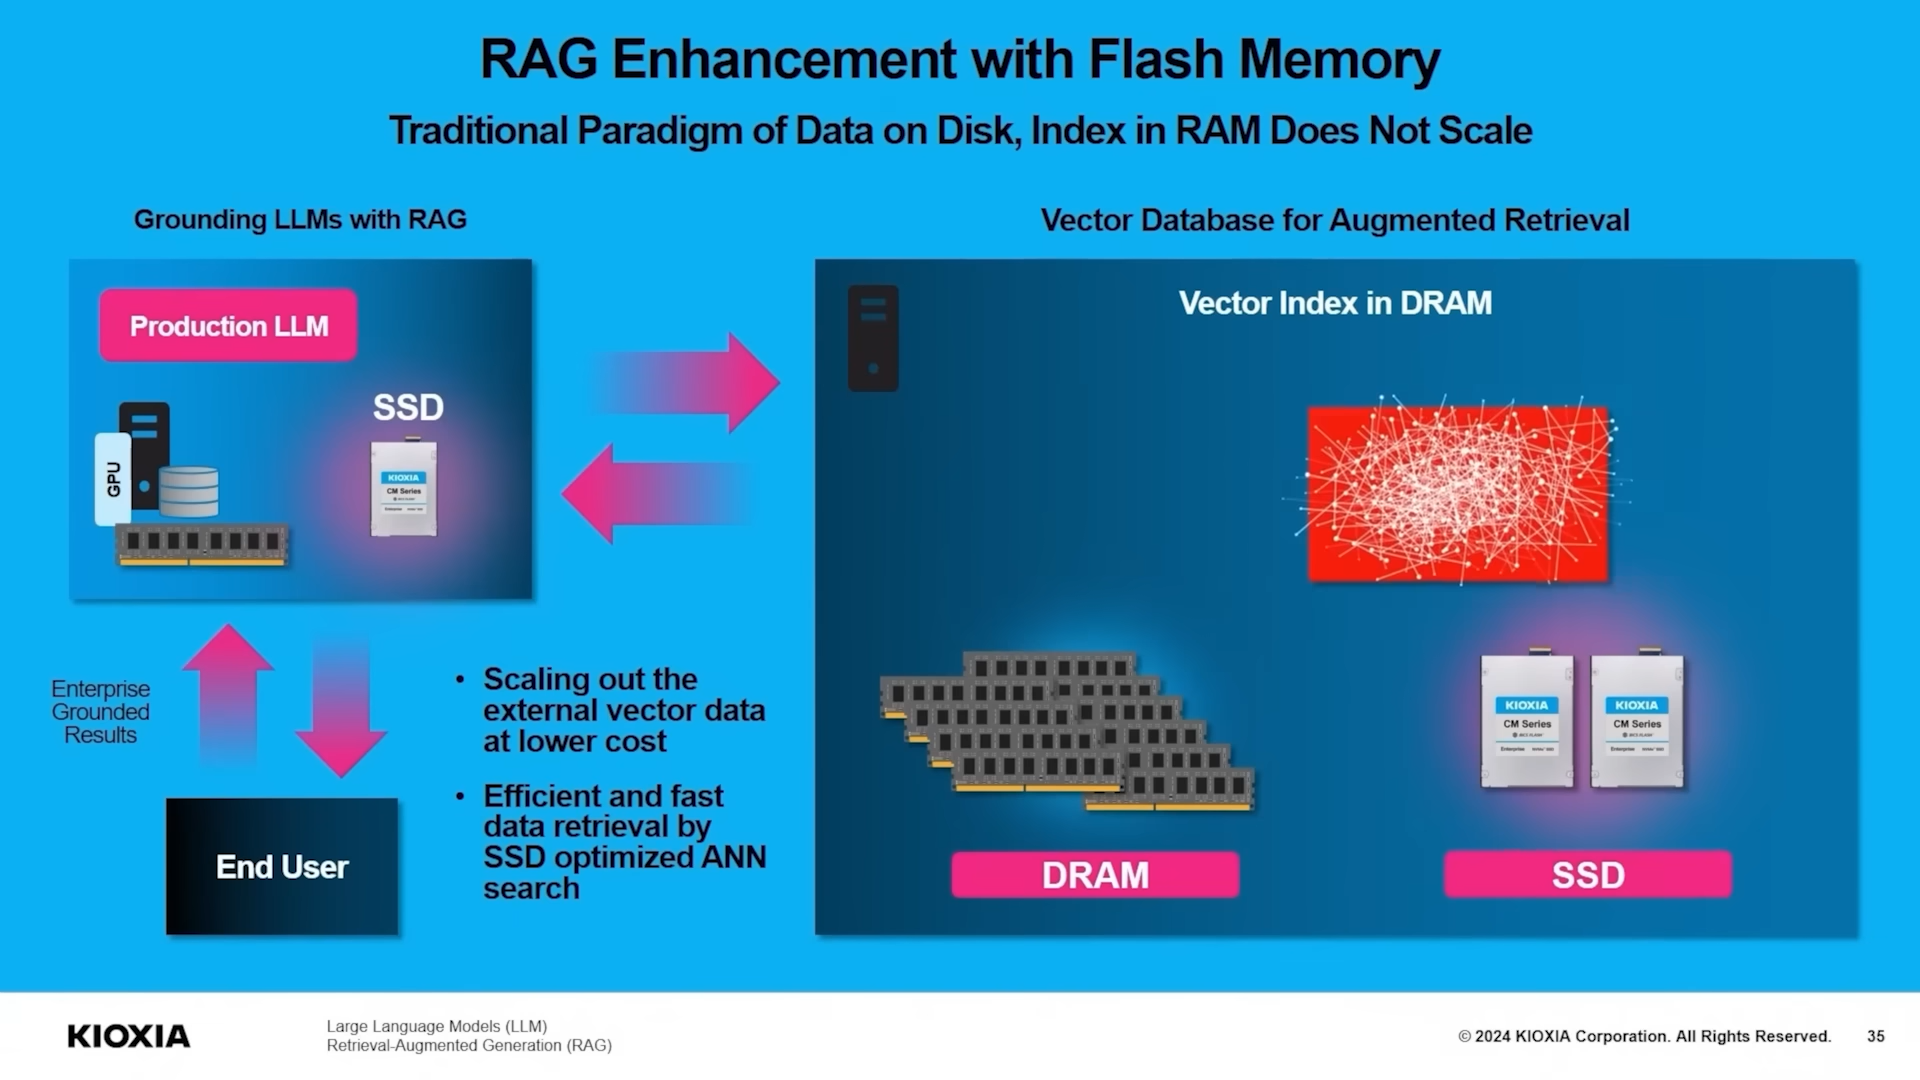 RAG Enhancement with Flash Memory
Traditional Paradigm of Data on Disk, Index in RAM Does Not Scale
Grounding LLMs with RAG
Production LLM
SSD
GPU
KIOXIA
CM Series
Enterprise
Enterprise
Grounded
Results
End User
• Scaling out the
external vector data
at lower cost
• Efficient and fast
data retrieval by
SSD optimized ANN
search
Vector Database for Augmented Retrieval
Vector Index in DRAM
DRAM
KIOXIA
CM Series
Enterprise
KIOXIA
CM Series
Enterprise
SSD
KIOXIA
Large Language Models (LLM)
Retrieval-Augmented Generation (RAG)
© 2024 KIOXIA Corporation. All Rights Reserved.
35